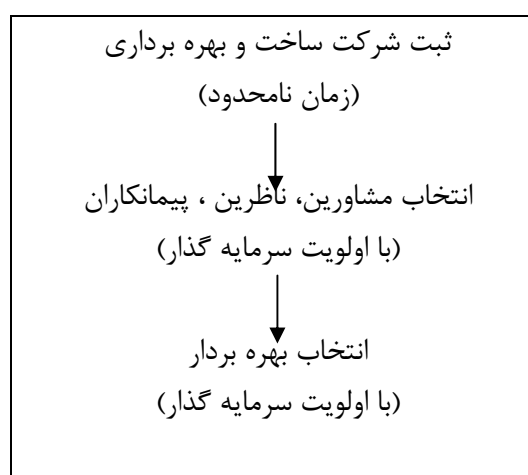 ثبت شرکت ساخت و بهره برداری
(زمان نامحدود)
انتخاب مشاورین، ناظرین ، پیمانکاران
(با اولویت سرمایه گذار)
انتخاب بهره بردار
(با اولویت سرمایه گذار)